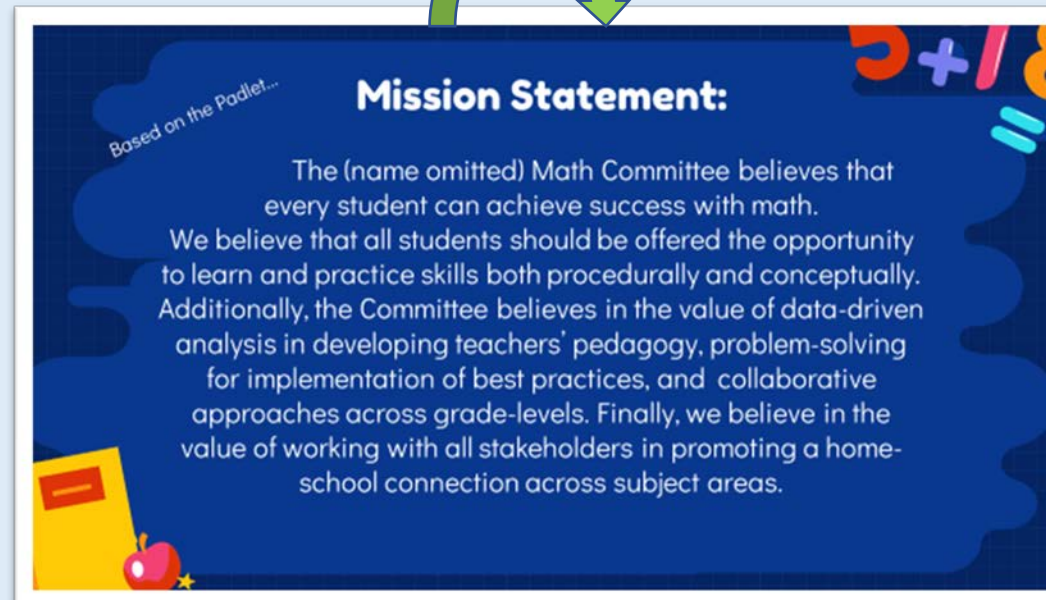 5+78
=
Based on the Padlet...
Mission Statement:
The (name omitted) Math Committee believes that
every student can achieve success with math.
We believe that all students should be offered the opportunity
to learn and practice skills both procedurally and conceptually.
Additionally, the Committee believes in the value of data-driven
analysis in developing teachers’ pedagogy, problem-solving
for implementation of best practices, and collaborative
approaches across grade-levels. Finally, we believe in the
value of working with all stakeholders in promoting a home-
school connection across subject areas.